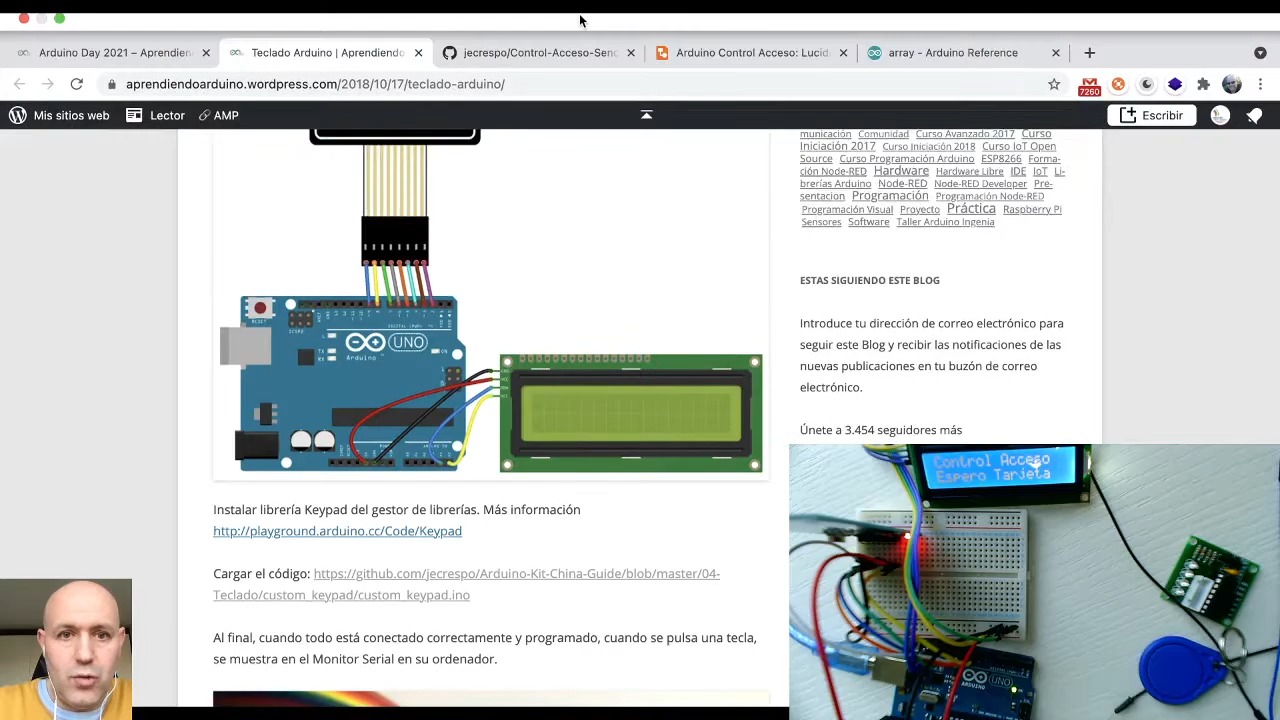 Arduino Day 2021 – Aprendien
Teclado Arduino | Aprendiendo
jecrespo/Control-Acceso-Senc
Arduino Control Acceso: Lucid
array - Arduino Reference
aprendiendoarduino.wordpress.com/2018/10/17/teclado-arduino/
7260
Mis sitios web
Lector
AMP
Escribir
municación Comunidad Curso Avanzado 2017 Curso
Iniciación 2017 Curso Iniciación 2018 Curso IoT Open
Source Curso Programación Arduino ESP8266 Forma-
ción Node-RED Hardware Hardware Libre IDE IoT Li-
brerías Arduino Node-RED Node-RED Developer Pre-
sentacion Programación Programación Node-RED
Programación Visual Proyecto Práctica Raspberry Pi
Sensores Software Taller Arduino Ingenia
ESTAS SIGUIENDO ESTE BLOG
Introduce tu dirección de correo electrónico para
seguir este Blog y recibir las notificaciones de las
nuevas publicaciones en tu buzón de correo
electrónico.
Únete a 3.454 seguidores más
RESET
ICSP2
L
TX
RX
ON
UNO
Arduino
Instalar librería Keypad del gestor de librerías. Más información
http://playground.arduino.cc/Code/Keypad
Cargar el código: https://github.com/jecrespo/Arduino-Kit-China-Guide/blob/master/04-
Teclado/custom_keypad/custom_keypad.ino
Al final, cuando todo está conectado correctamente y programado, cuando se pulsa una tecla,
se muestra en el Monitor Serial en su ordenador.
Control Acceso
Espero Tarjeta
UNO